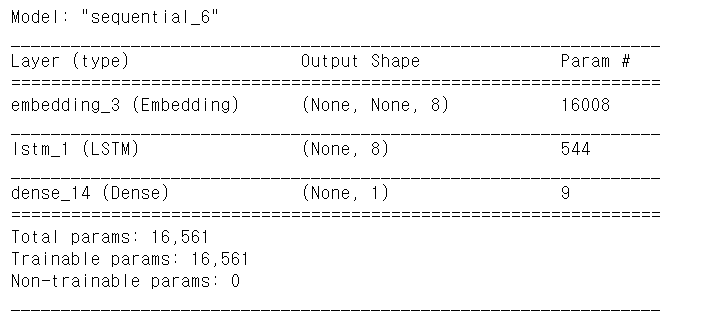 Model: "sequential_6"
_________________________________________________________________
Layer (type)                 Output Shape              Param #
=================================================================
embedding_3 (Embedding)      (None, None, 8)           16008
_________________________________________________________________
lstm_1 (LSTM)                (None, 8)                 544
_________________________________________________________________
dense_14 (Dense)             (None, 1)                 9
=================================================================
Total params: 16,561
Trainable params: 16,561
Non-trainable params: 0
_________________________________________________________________